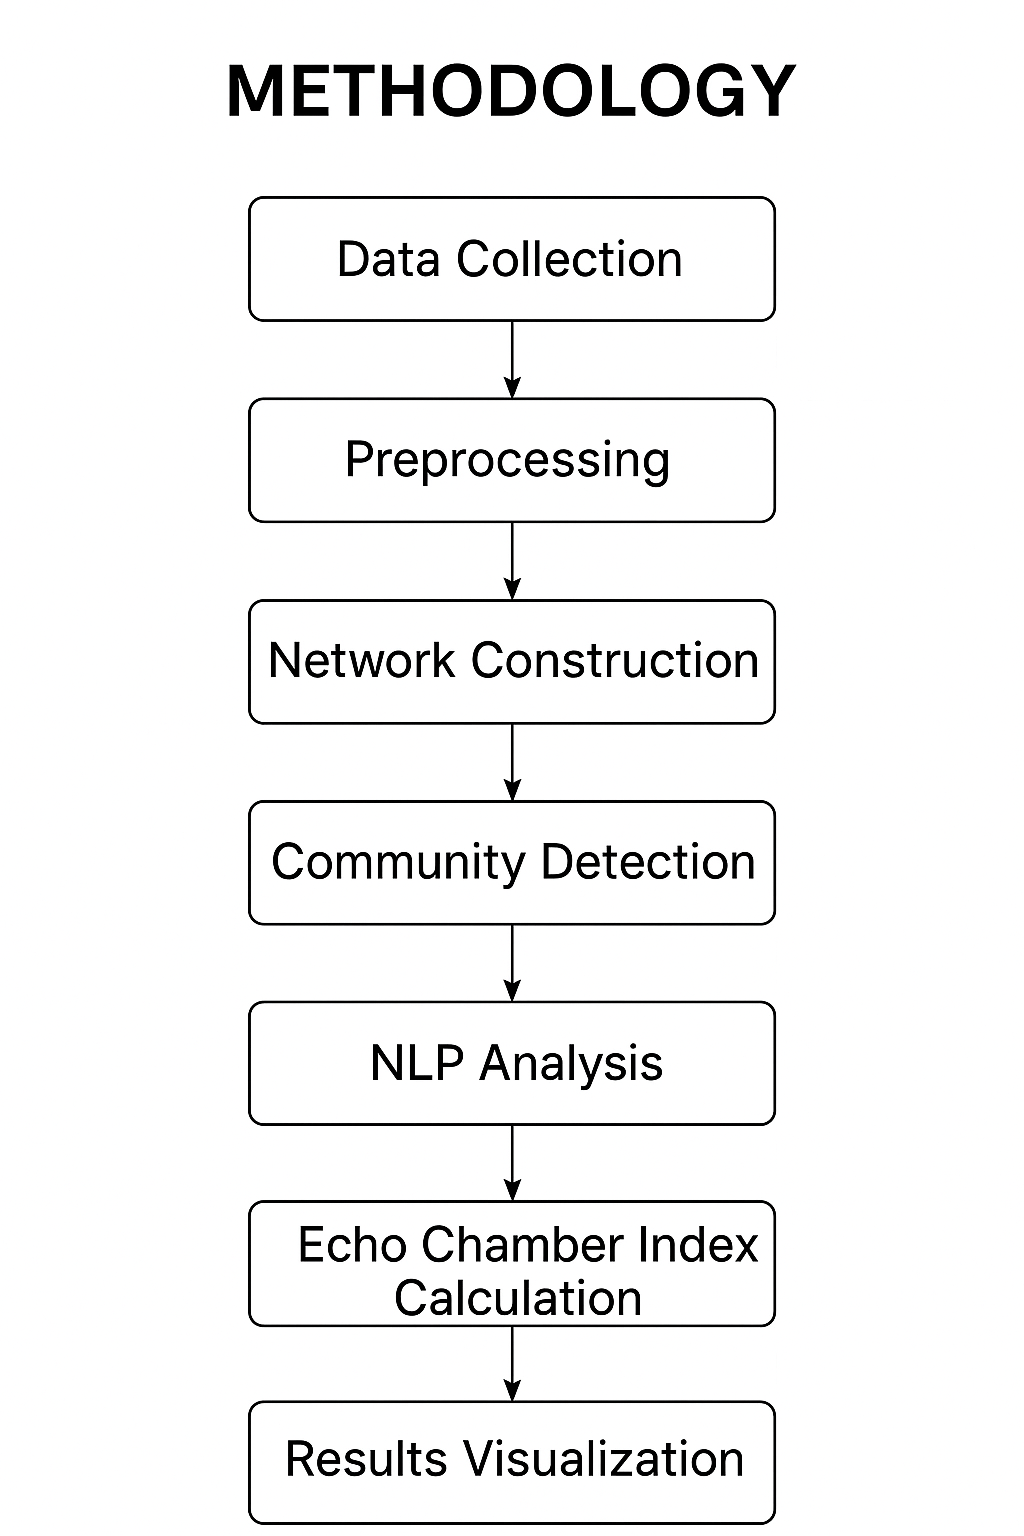 METHODOLOGY
Data Collection
Preprocessing
Network Construction
Community Detection
NLP Analysis
Echo Chamber Index
Calculation
Results Visualization